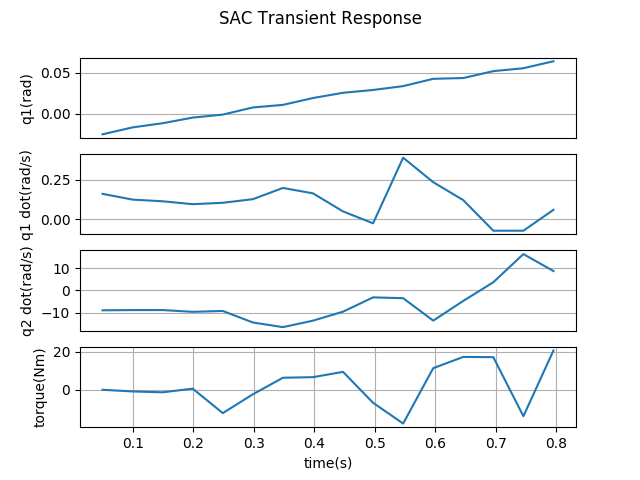 SAC Transient Response
q1(rad)
0.05
0.00
q1 dot(rad/s)
0.25
0.00
q2 dot(rad/s)
10
0
−10
torque(Nm)
20
0
0.1 0.2 0.3 0.4 0.5 0.6 0.7 0.8
time(s)